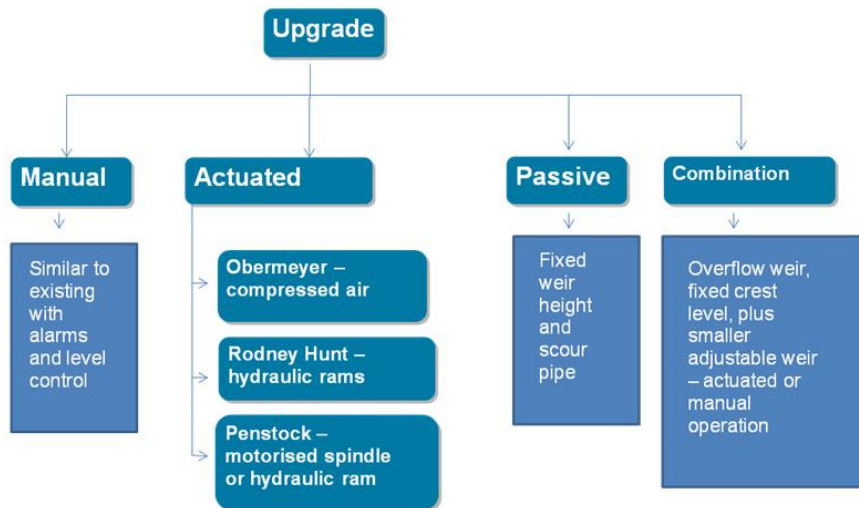 Upgrade
Manual
Actuated
Passive
Combination
Similar to
existing
with
alarms
and level
control
Obermeyer –
compressed air
Rodney Hunt –
hydraulic rams
Penstock –
motorised spindle
or hydraulic ram
Fixed
weir
height
and
scour
pipe
Overflow weir,
fixed crest
level, plus
smaller
adjustable weir
– actuated or
manual
operation